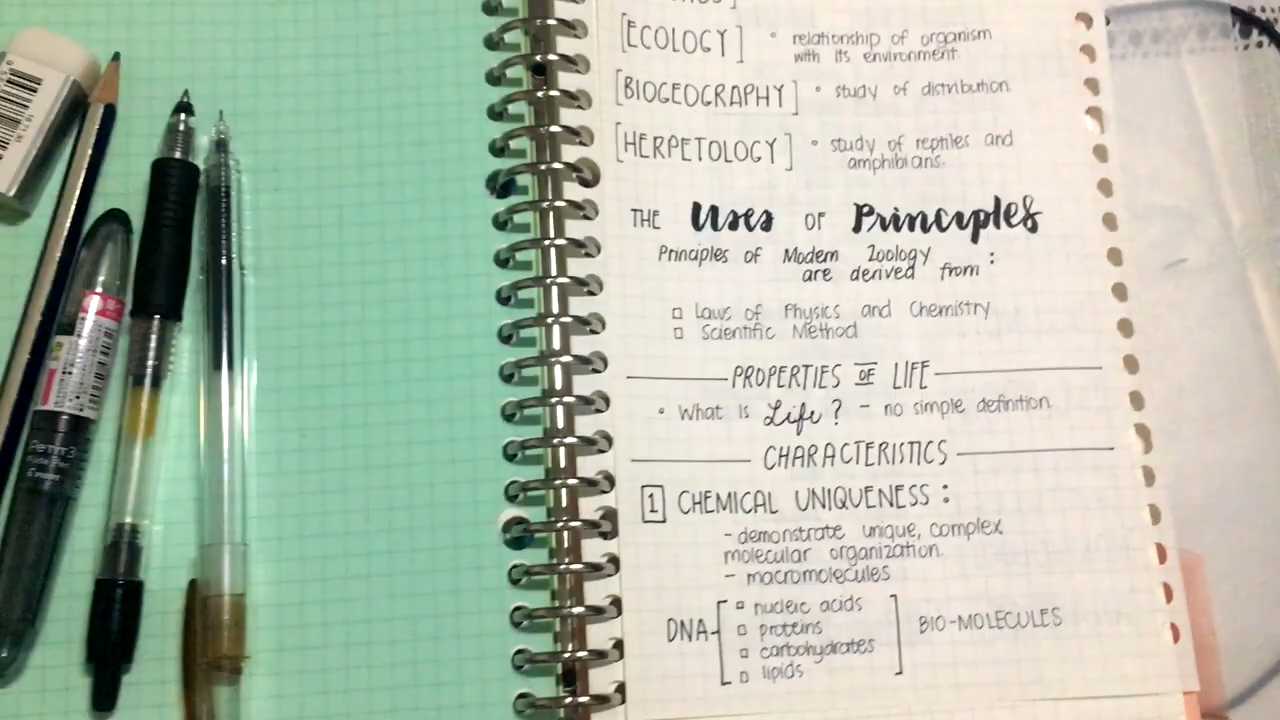 [ECOLOGY] • relationship of organism
with its environment.
[BIOGEOGRAPHY] • study of distribution.
[HERPETOLOGY] • study of reptiles and
amphibians.
THE Uses OF Principles
Principles of Modern Zoology :
are derived from
□ Laws of Physics and Chemistry
□ Scientific Method
PROPERTIES OF LIFE
• What is Life? - no simple definition.
CHARACTERISTICS
1 CHEMICAL UNIQUENESS :
- demonstrate unique, complex
molecular organization.
- macromolecules
DNA - [ □ nucleic acids
□ proteins
□ carbohydrates
□ lipids ] BIO-MOLECULES